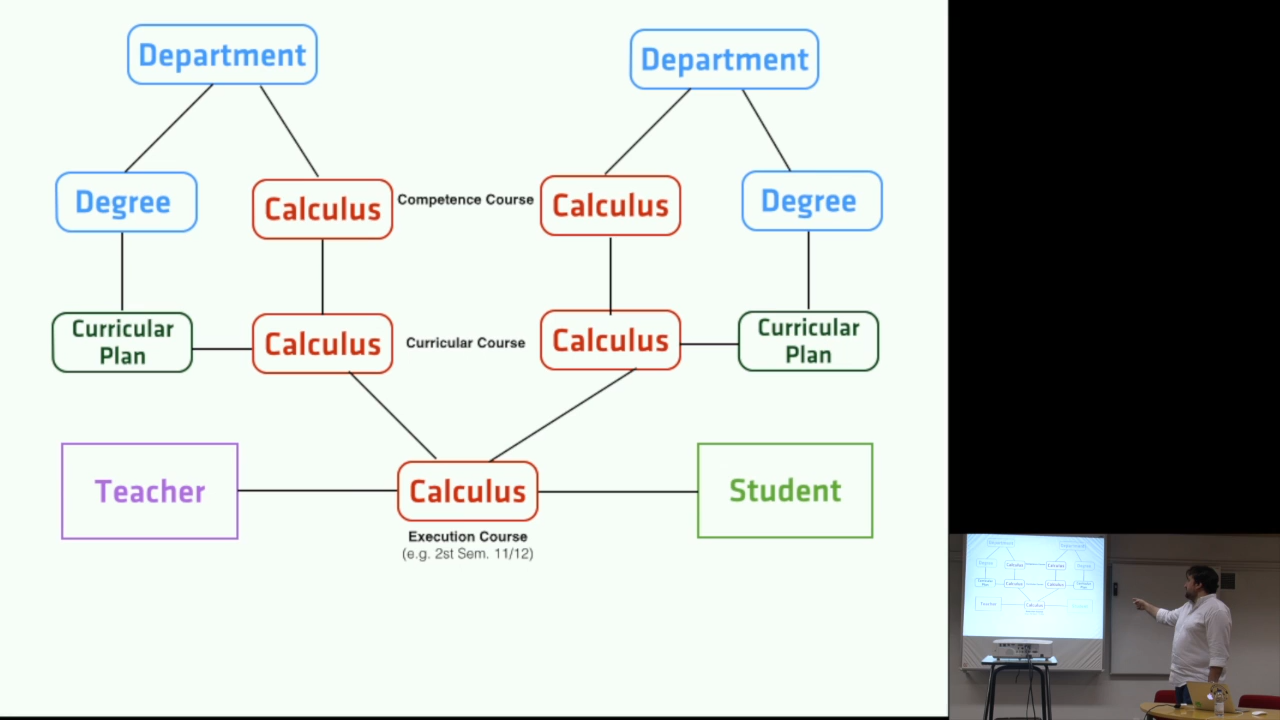 Department
Department
Degree
Calculus
Competence Course
Calculus
Degree
Curricular
Plan
Calculus
Curricular Course
Calculus
Curricular
Plan
Teacher
Calculus
Student
Execution Course
(e.g. 2st Sem. 11/12)